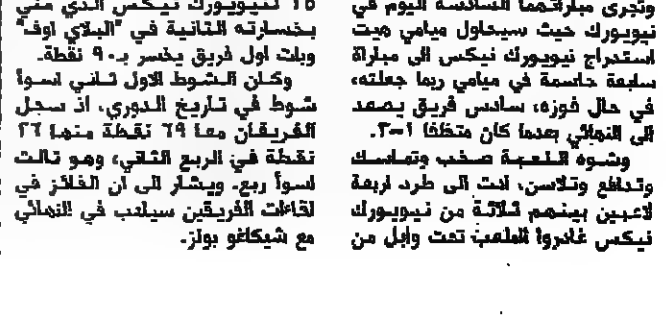 وتجرى مباراتهما السادسة اليوم في
نيويورك حيث سيحاول ميامي هيت
استدراج نيويورك نيكس الى مباراة
سابعة حاسمة في ميامي ربما جعلته،
في حال فوزه، سادس فريق يصعد
الى النهائي بعدما كان متخلفا ١-٣.
وشوه اللعبة صخب وتماسك
وتدافع وتلاسن، ادت الى طرد اربعة
لاعبين بينهم ثلاثة من نيويورك
نيكس غادروا الملعب تحت وابل من
١٥ لنيويورك نيكس الذي مني
بخسارته الثانية في "البلاي اوف"
وبات اول فريق يخسر بـ٩٠ نقطة.
وكان الشوط الاول ثاني اسوأ
شوط في تاريخ الدوري، اذ سجل
الفريقان معا ٦٩ نقطة منها ٢٦
نقطة في الربع الثاني، وهو ثالث
اسوأ ربع. ويشار الى ان الفائز في
لقاءات الفريقين سيلعب في النهائي
مع شيكاغو بولز.